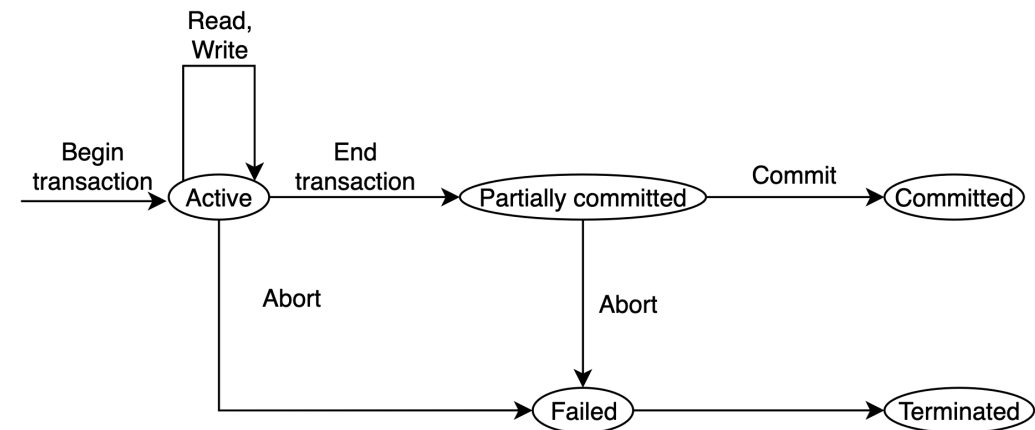 Read,
Write
Begin
transaction
End
transaction
Commit
Active
Partially committed
Committed
Abort
Abort
Failed
Terminated